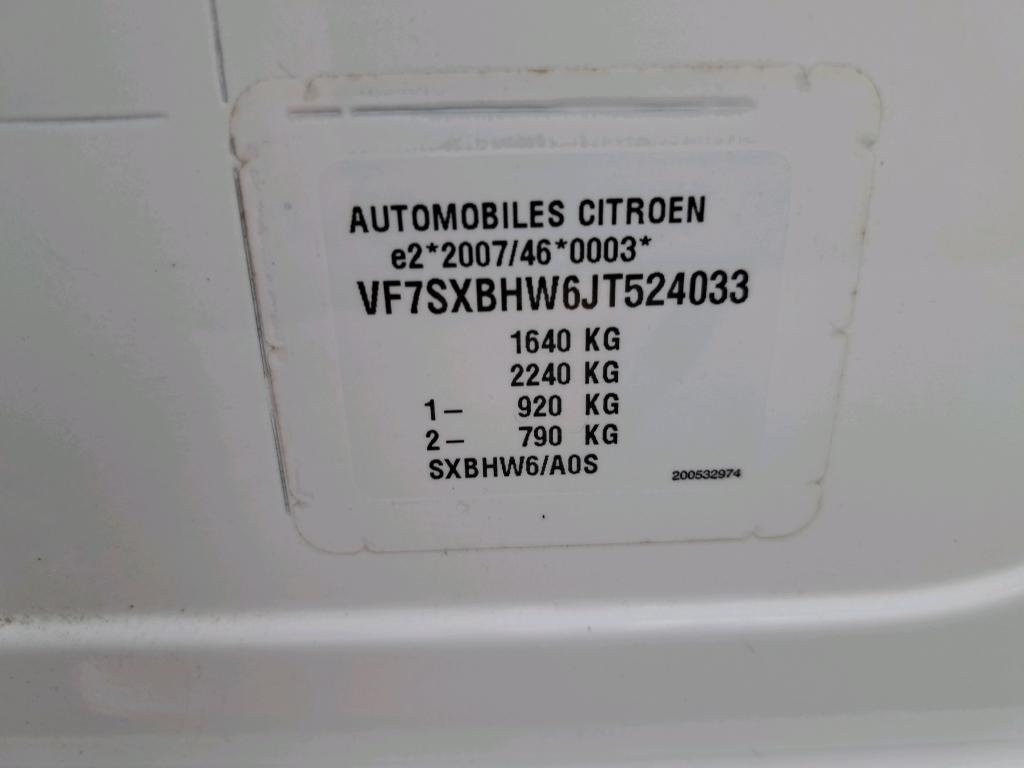 AUTOMOBILES CITROEN
e2*2007/46*0003*
VF7SXBHW6JT524033
1640 KG
2240 KG
1- 920 KG
2- 790 KG
SXBHW6/A0S
200532974